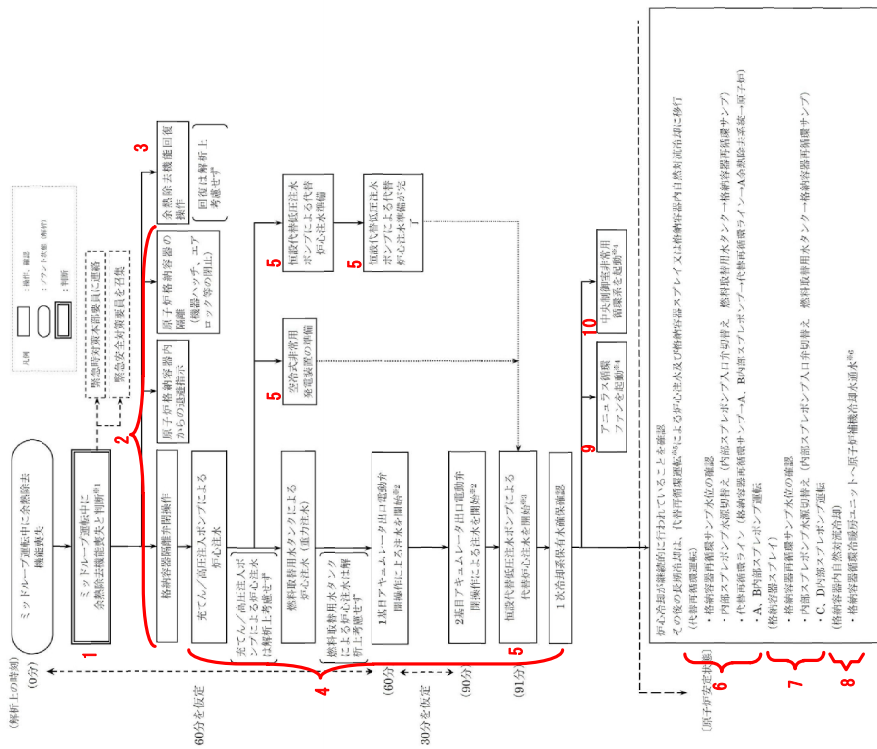 (解析上の時刻)
(0分)
ミッドループ運転中に余熱除去
機能喪失
凡例
：操作、確認
：プラント状態（解析）
：判断
1
ミッドループ運転中に
余熱除去機能喪失と判断※1
緊急時対策本部要員に連絡
緊急安全対策要員を召集
2
格納容器隔離弁閉操作
原子炉格納容器内
からの退避指示
原子炉格納容器の
隔離
（機器ハッチ、エア
ロック等の閉止）
3
余熱除去機能回復
操作
回復は解析上
考慮せず
60分を仮定
4
充てん／高圧注入ポンプによる
炉心注水
充てん／高圧注入ポ
ンプによる炉心注水
は解析上考慮せず
燃料取替用水タンクによる
炉心注水（重力注水）
燃料取替用水タンク
による炉心注水は解
析上考慮せず
5
空冷式非常用
発電装置の準備
5
恒設代替低圧注水
ポンプによる代替
炉心注水準備
5
恒設代替低圧注水
ポンプによる代替
炉心注水準備が完
了
(60分)
1基目アキュムレータ出口電動弁
開操作による注水を開始※2
30分を仮定
(90分)
2基目アキュムレータ出口電動弁
開操作による注水を開始※2
(91分)
5
恒設代替低圧注水ポンプによる
代替炉心注水を開始※3
1次冷却系保有水確保確認
9
アニュラス循環
ファンを起動※4
10
中央制御室非常用
循環系を起動※4
[原子炉安定状態]
炉心冷却が継続的に行われていることを確認
その後の長期冷却は、代替再循環運転※5による炉心注水及び格納容器スプレイ又は格納容器内自然対流冷却に移行
6
（代替再循環運転）
・格納容器再循環サンプ水位の確認
・内部スプレポンプ水源切替え（内部スプレポンプ入口弁切替え　燃料取替用水タンク→格納容器再循環サンプ）
・代替再循環ライン（格納容器再循環サンプ→A、B内部スプレポンプ→代替再循環ライン→A余熱除去系統→原子炉）
・A、B内部スプレポンプ運転
7
（格納容器スプレイ）
・格納容器再循環サンプ水位の確認
・内部スプレポンプ水源切替え（内部スプレポンプ入口弁切替え　燃料取替用水タンク→格納容器再循環サンプ）
・C、D内部スプレポンプ運転
8
（格納容器内自然対流冷却）
・格納容器循環冷暖房ユニットへ原子炉補機冷却水通水※6